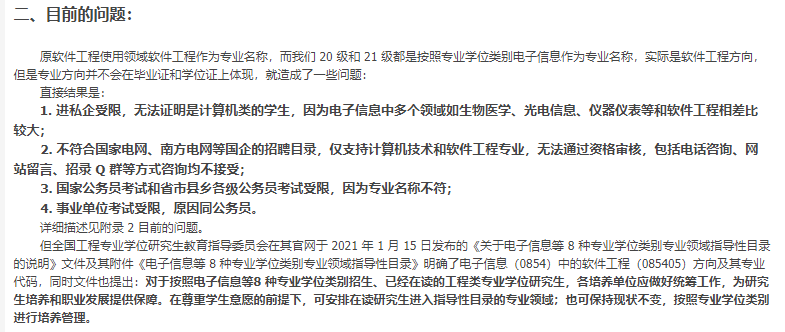 二、目前的问题：
原软件工程使用领域软件工程作为专业名称，而我们 20 级和 21 级都是按照专业学位类别电子信息作为专业名称，实际是软件工程方向，
但是专业方向并不会在毕业证和学位证上体现，就造成了一些问题：
直接结果是：
1. 进私企受限，无法证明是计算机类的学生，因为电子信息中多个领域如生物医学、光电信息、仪器仪表等和软件工程相差比
较大；
2. 不符合国家电网、南方电网等国企的招聘目录，仅支持计算机技术和软件工程专业，无法通过资格审核，包括电话咨询、网
站留言、招录 Q 群等方式咨询均不接受；
3. 国家公务员考试和省市县乡各级公务员考试受限，因为专业名称不符；
4. 事业单位考试受限，原因同公务员。
详细描述见附录 2 目前的问题。
但全国工程专业学位研究生教育指导委员会在其官网于 2021 年 1 月 15 日发布的《关于电子信息等 8 种专业学位类别专业领域指导性目录
的说明》文件及其附件《电子信息等 8 种专业学位类别专业领域指导性目录》明确了电子信息（0854）中的软件工程（085405）方向及其专业
代码，同时文件也提出：对于按照电子信息等8 种专业学位类别招生、已经在读的工程类专业学位研究生，各培养单位应做好统筹工作，为研究
生培养和职业发展提供保障。在尊重学生意愿的前提下，可安排在读研究生进入指导性目录的专业领域；也可保持现状不变，按照专业学位类别
进行培养管理。